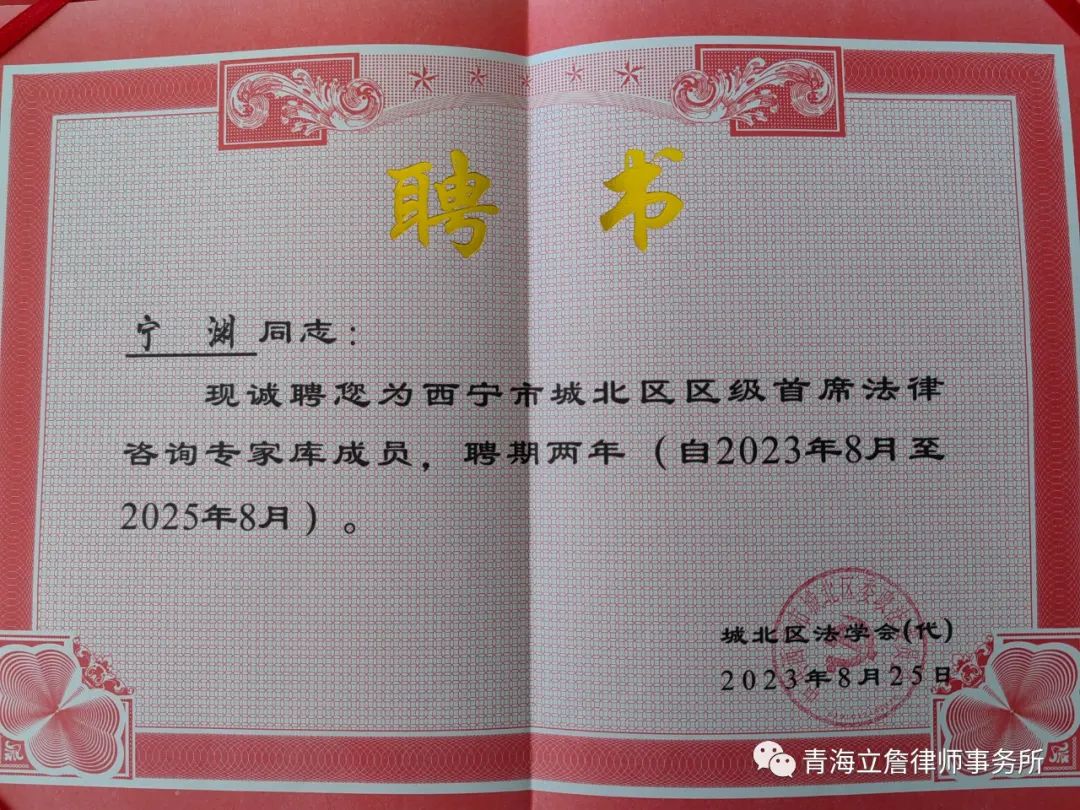 聘 书
宁 渊 同志：
现诚聘您为西宁市城北区区级首席法律
咨询专家库成员，聘期两年（自2023年8月至
2025年8月）。
城北区法学会(代)
2023年8月25日
青海立詹律师事务所